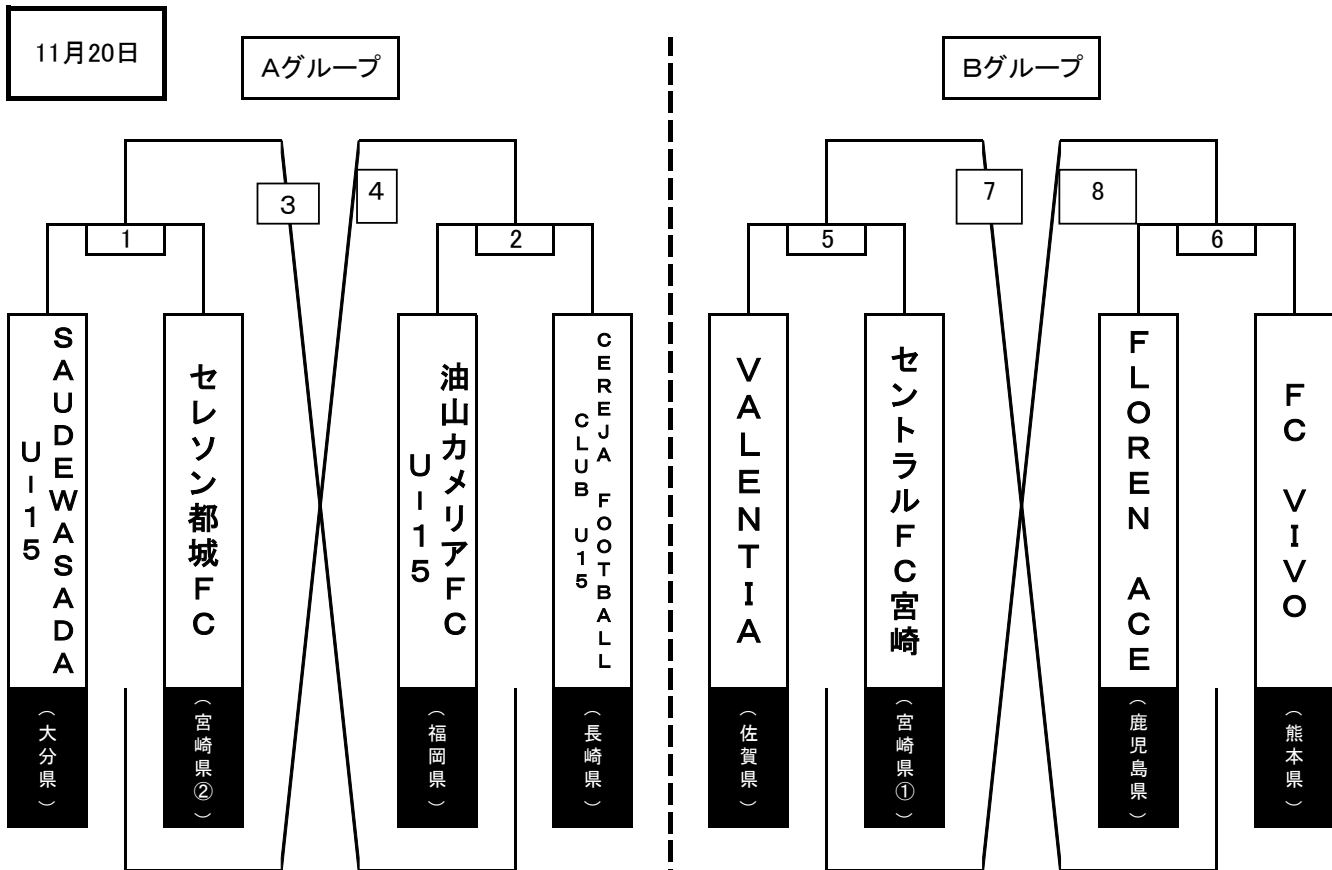 11月20日
Aグループ
Bグループ
3
4
7
8
1
2
5
6
SAUDEWASADA
U-15
セレソン都城FC
油山カメリアFC
U-15
CEREJA FOOTBALL
CLUB U15
VALENTIA
セントラルFC宮崎
FLOREN ACE
FC VIVO
（大分県）
（宮崎県②）
（福岡県）
（長崎県）
（佐賀県）
（宮崎県①）
（鹿児島県）
（熊本県）